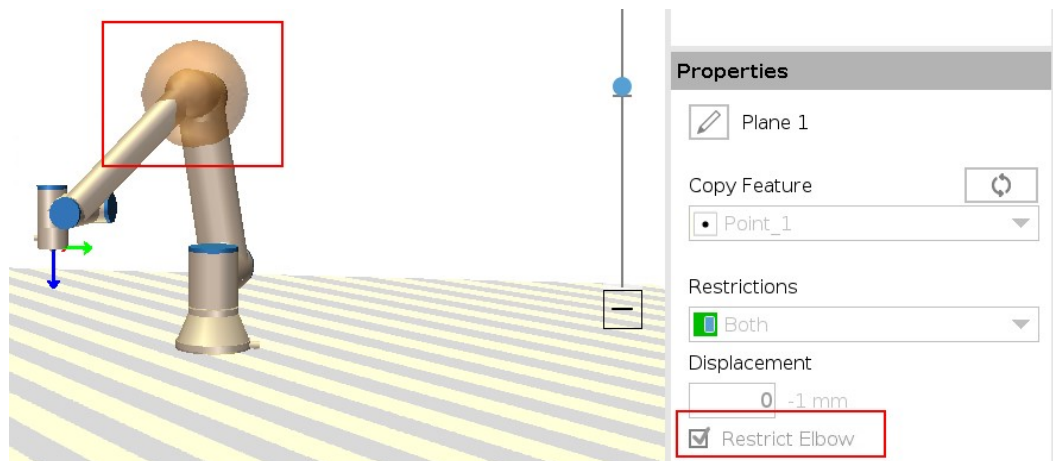 Properties
Plane 1
Copy Feature
Point_1
Restrictions
Both
Displacement
0 -1 mm
Restrict Elbow